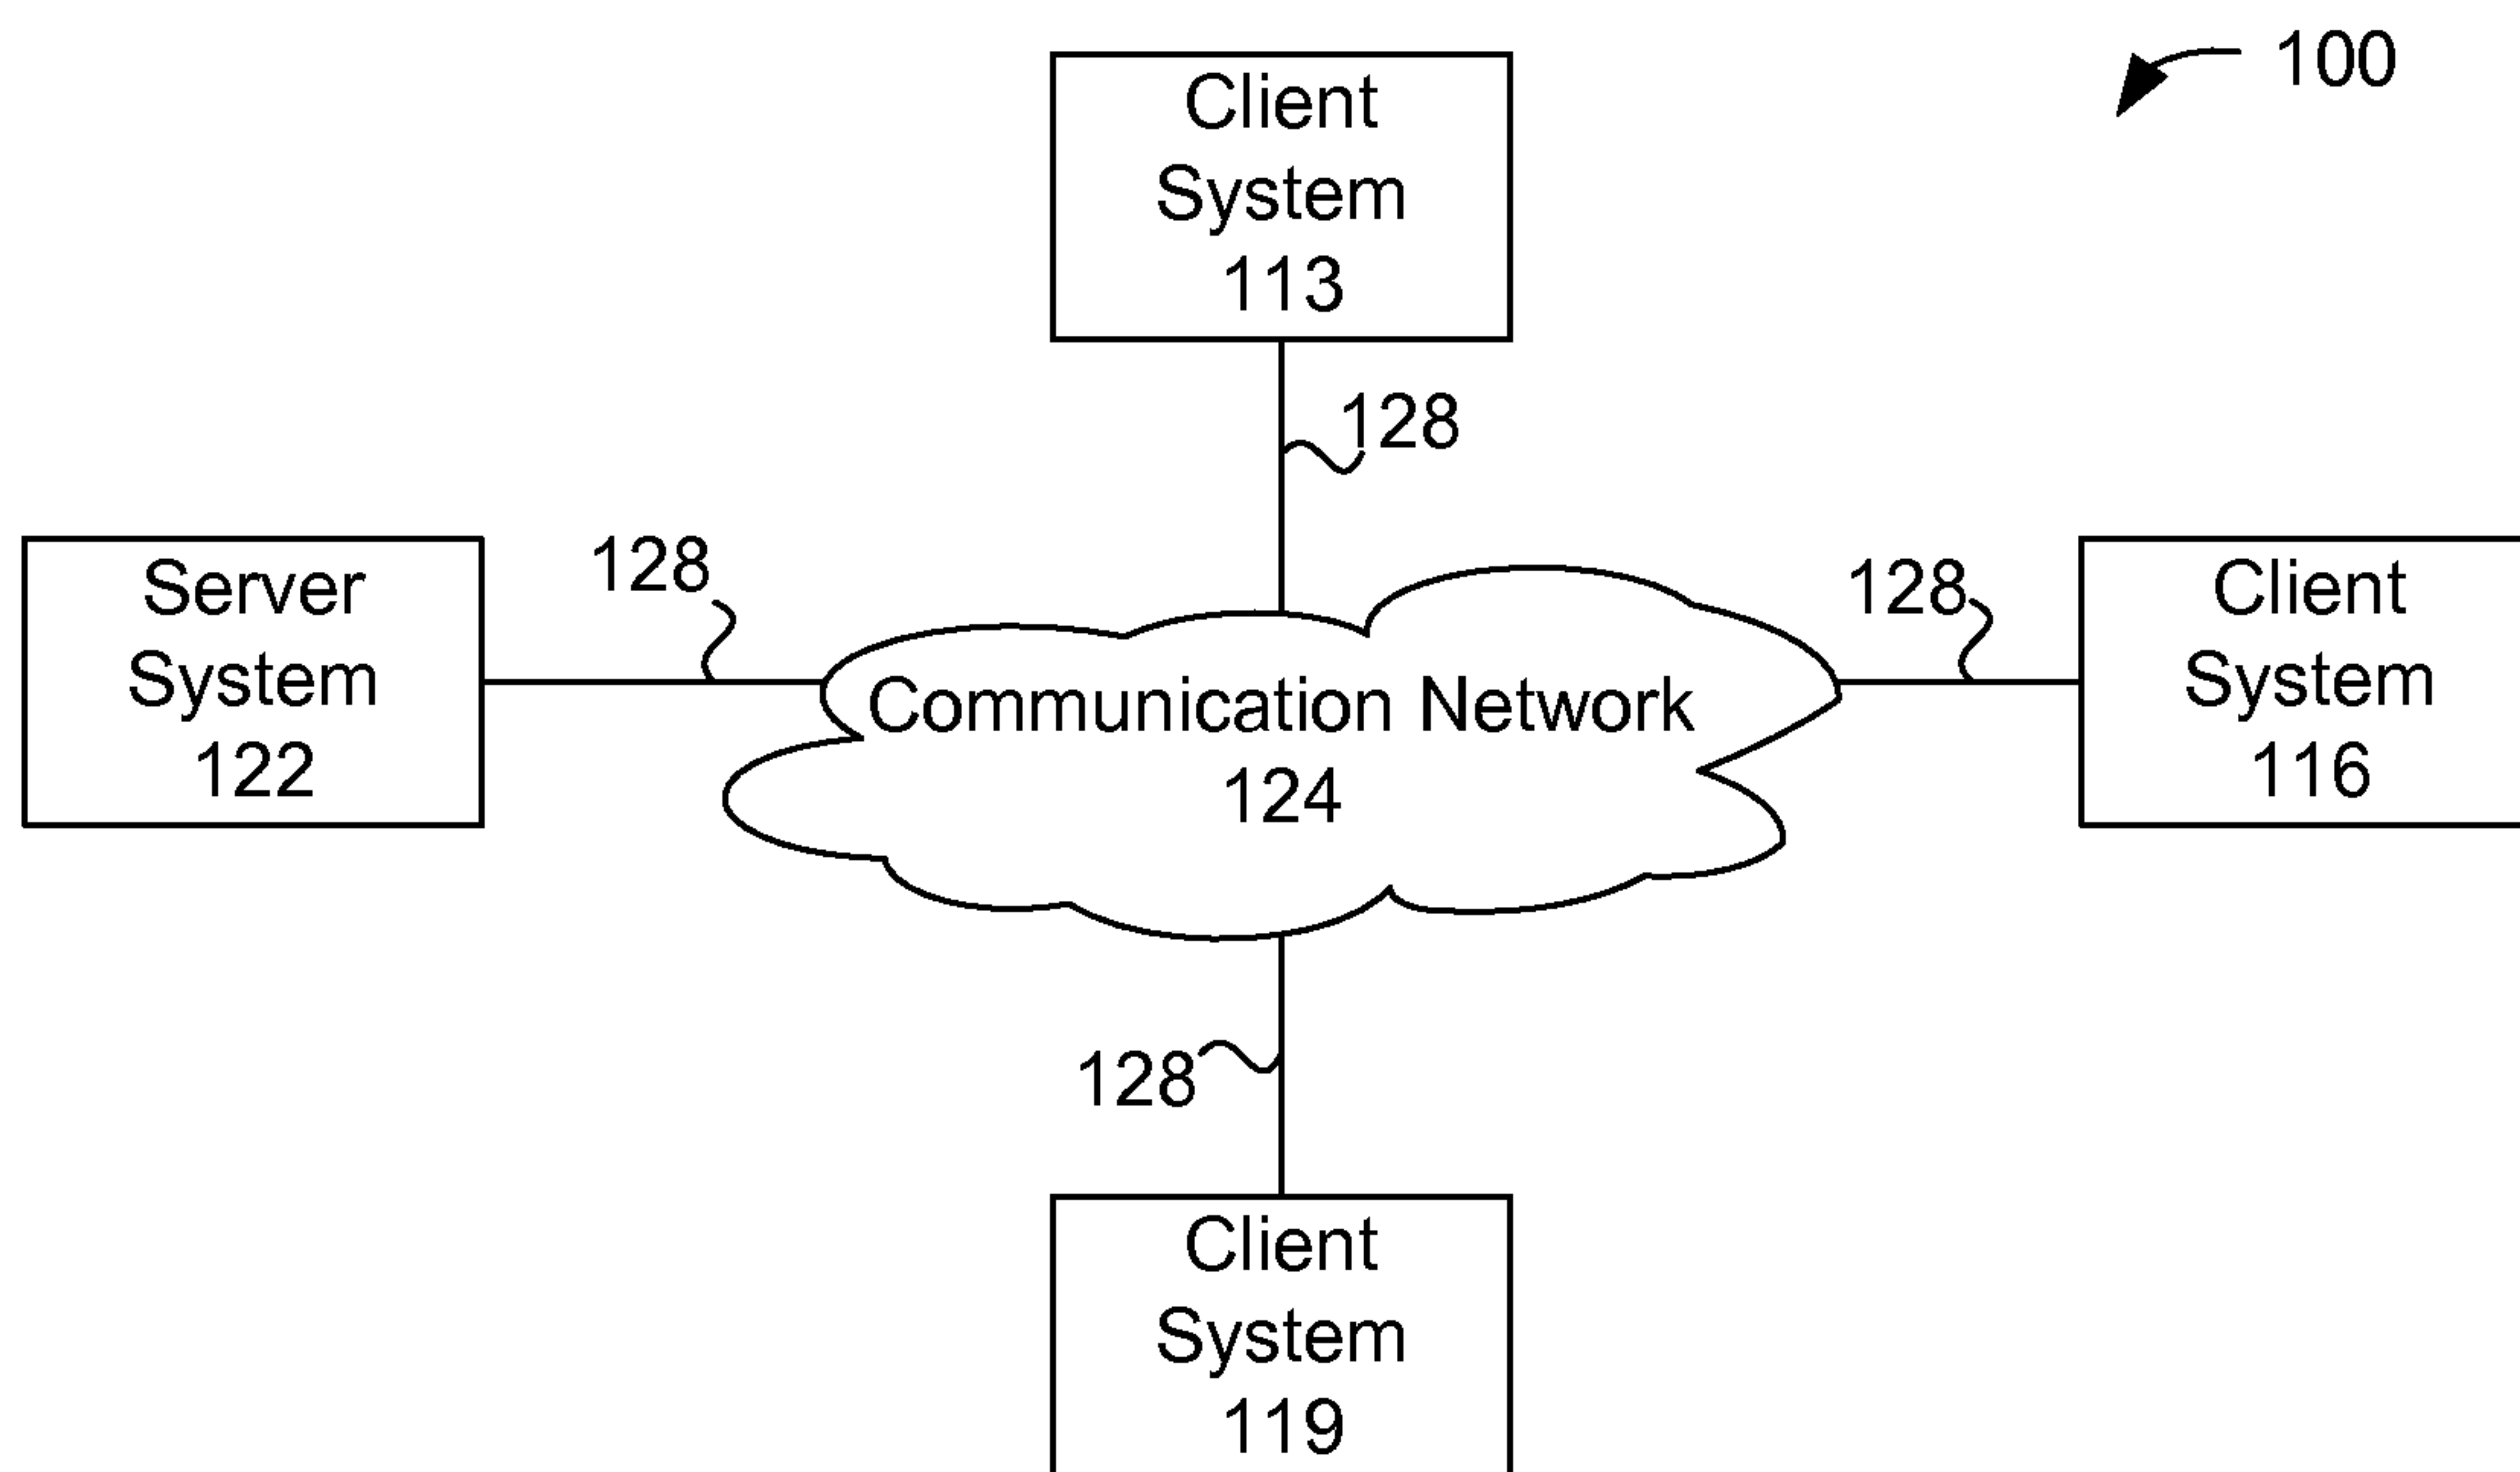 100
Client
System
113
128
Server
System
122
128
Communication Network
124
128
Client
System
116
128
Client
System
119